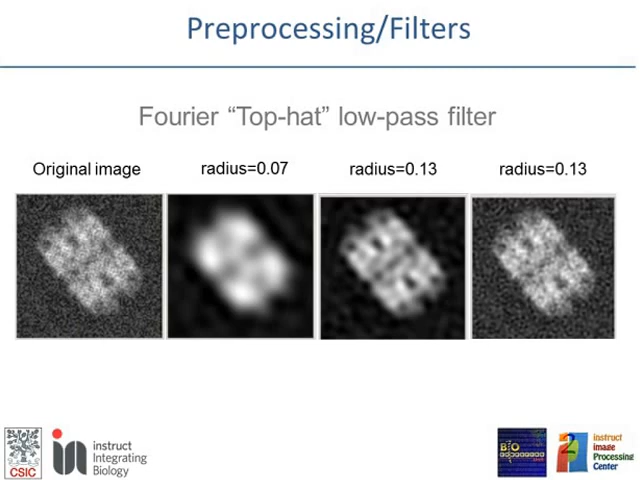 Preprocessing/Filters
Fourier “Top-hat” low-pass filter
Original image radius=0.07 radius=0.13 radius=0.13
CSIC
instruct
Integrating
Biology
BiO
instruct
image
Processing
Center